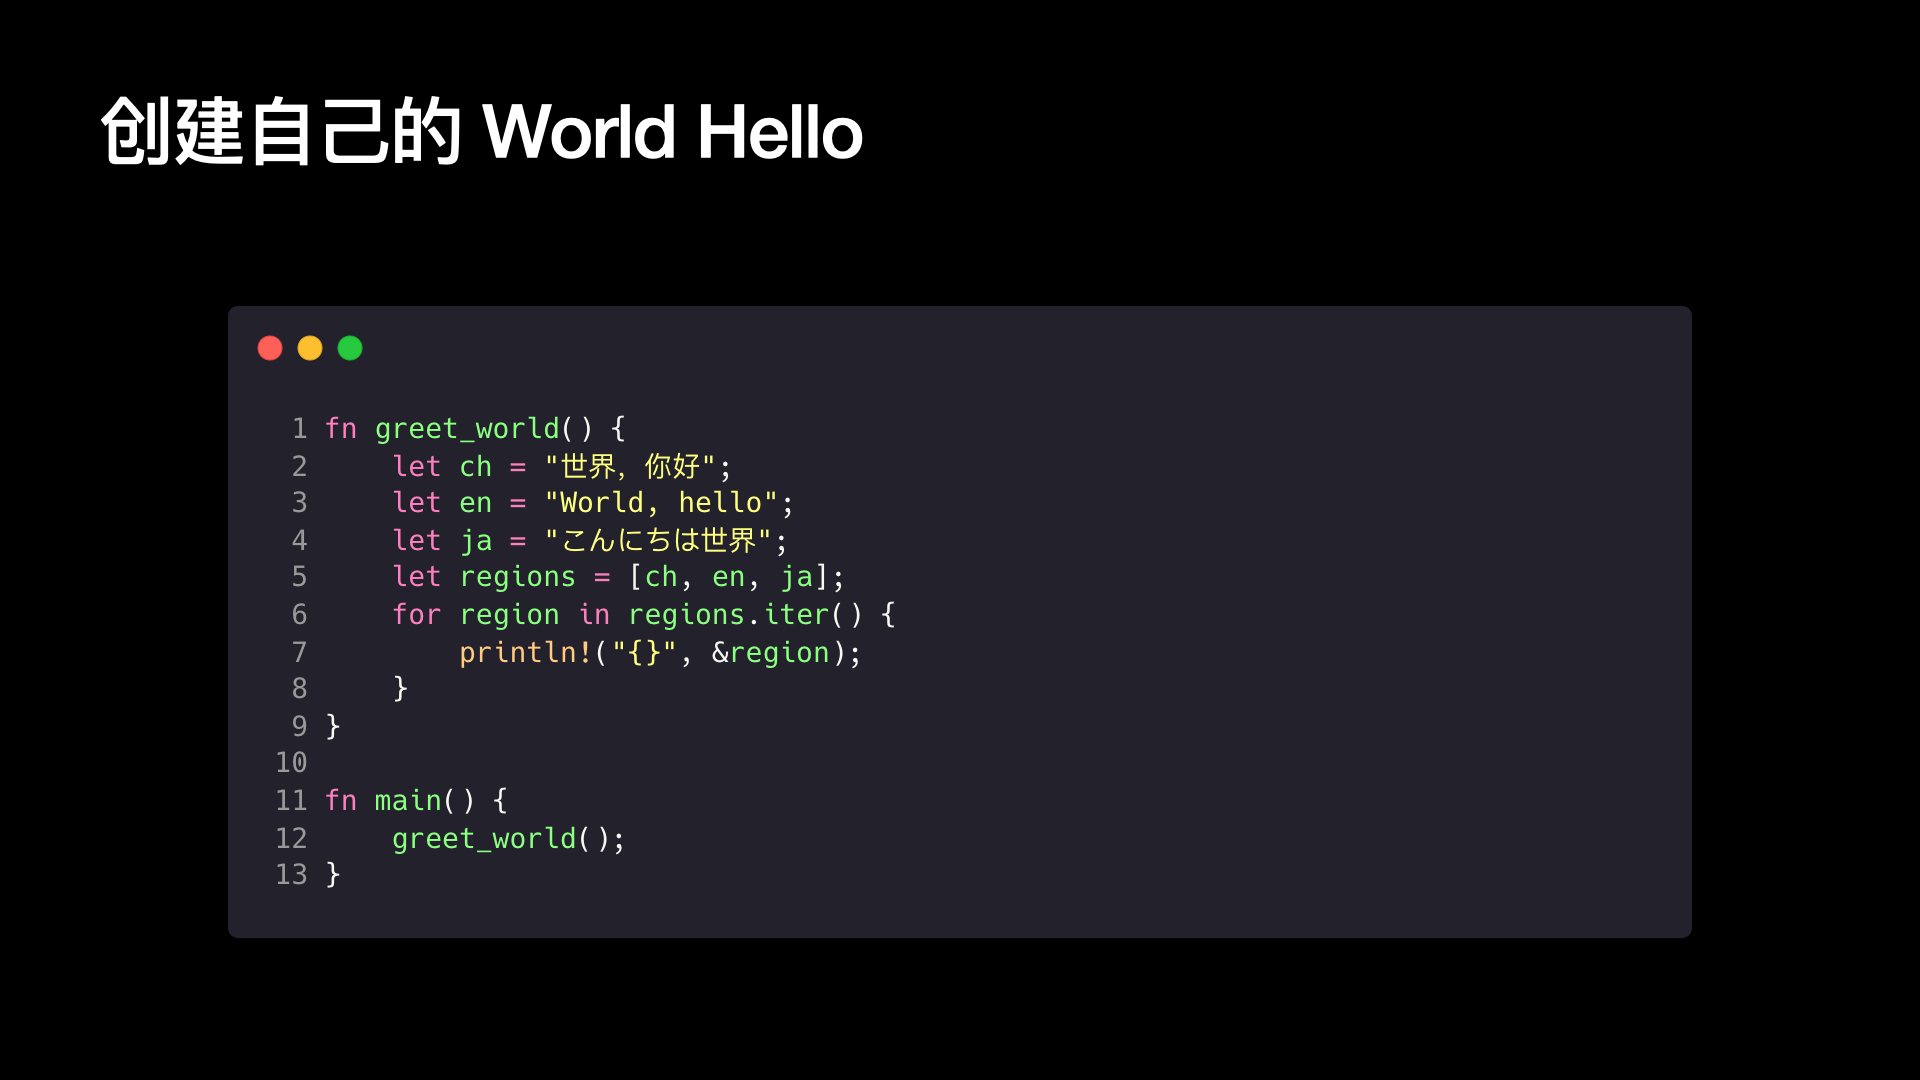 创建自己的 World Hello
1 fn greet_world() {
2     let ch = "世界，你好";
3     let en = "World, hello";
4     let ja = "こんにちは世界";
5     let regions = [ch, en, ja];
6     for region in regions.iter() {
7         println!("{}", &region);
8     }
9 }
10
11 fn main() {
12     greet_world();
13 }